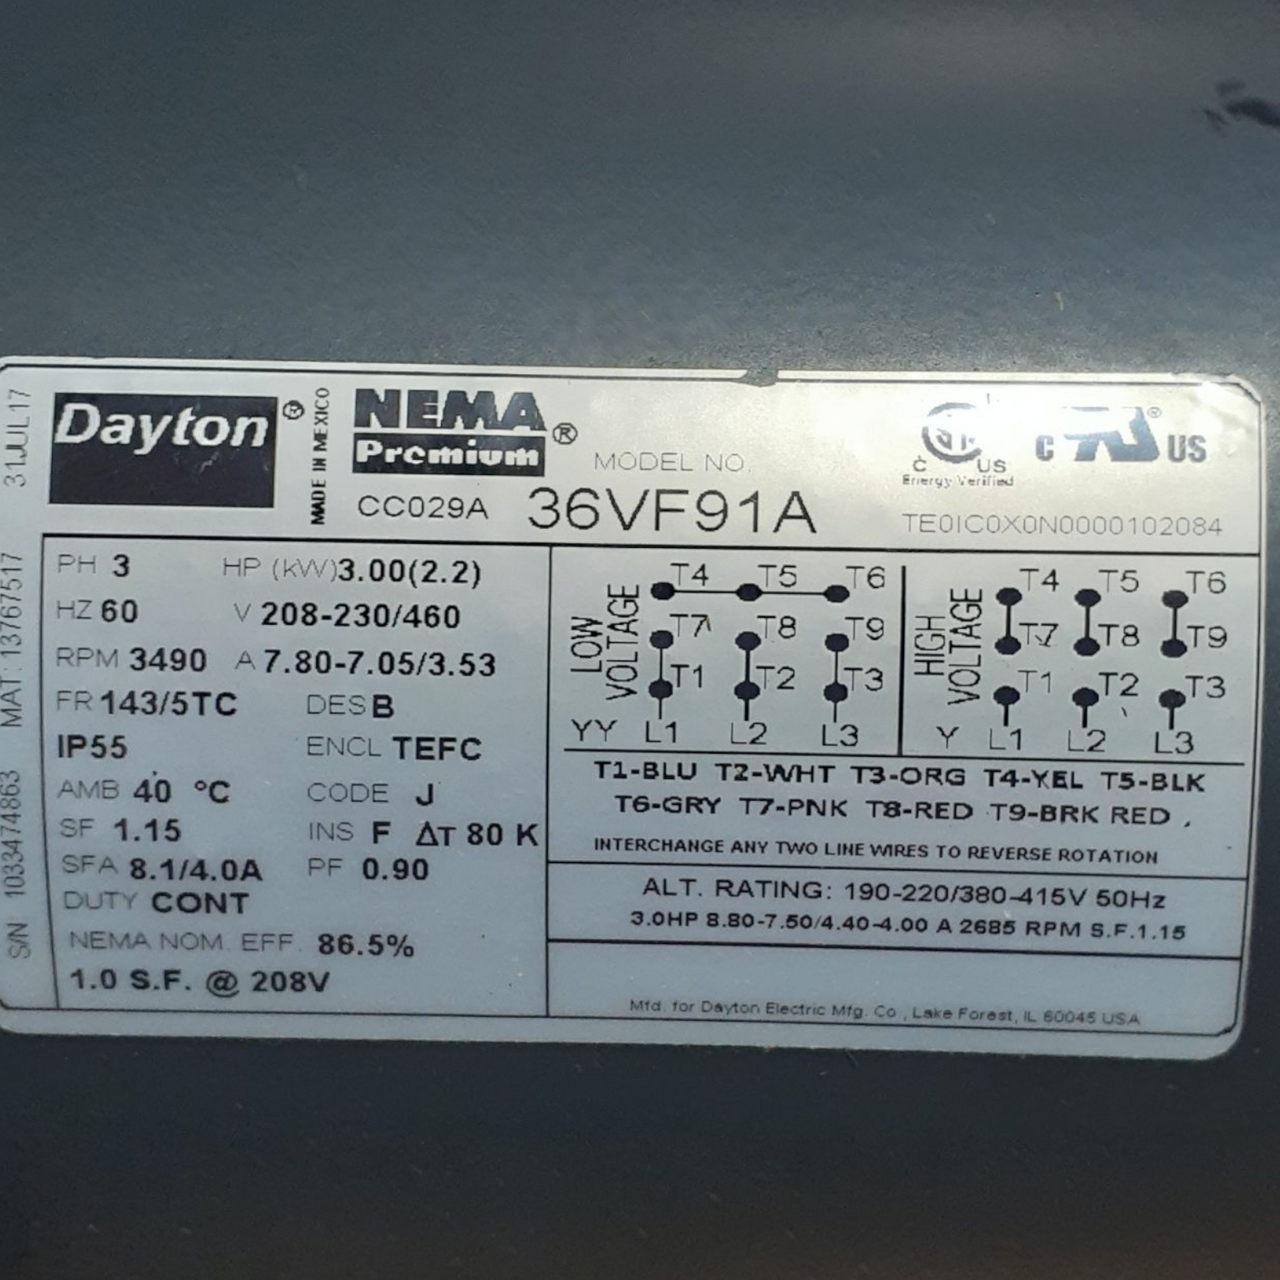 31JUL17
MAT.: 13767517
S/N: 1033474863
Dayton®
MADE IN MEXICO
NEMA
Premium®
CC029A
MODEL NO.
36VF91A
C US
Energy Verified
C US
TE0IC0X0N0000102084
PH 3 HP (kW) 3.00(2.2)
HZ 60 V 208-230/460
RPM 3490 A 7.80-7.05/3.53
FR 143/5TC DES B
IP55 ENCL TEFC
AMB 40 °C CODE J
SF 1.15 INS F ΔT 80 K
SFA 8.1/4.0A PF 0.90
DUTY CONT
NEMA NOM. EFF. 86.5%
1.0 S.F. @ 208V
LOW
VOLTAGE
T4 T5 T6
T7 T8 T9
T1 T2 T3
YY L1 L2 L3
HIGH
VOLTAGE
T4 T5 T6
T7 T8 T9
T1 T2 T3
Y L1 L2 L3
T1-BLU T2-WHT T3-ORG T4-YEL T5-BLK
T6-GRY T7-PNK T8-RED T9-BRK RED
INTERCHANGE ANY TWO LINE WIRES TO REVERSE ROTATION
ALT. RATING: 190-220/380-415V 50Hz
3.0HP 8.80-7.50/4.40-4.00 A 2685 RPM S.F.1.15
Mfd. for Dayton Electric Mfg. Co., Lake Forest, IL 60045 USA